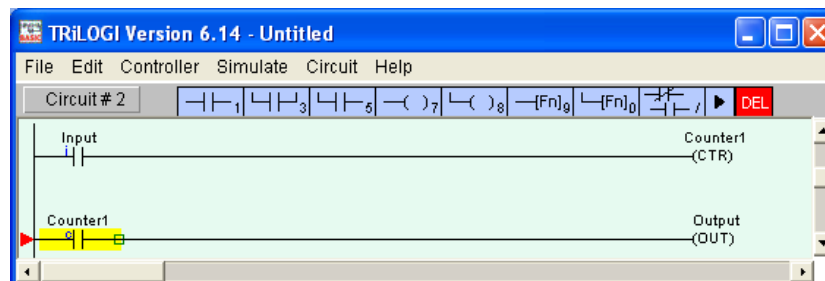 TRiLOGI Version 6.14 - Untitled
File Edit Controller Simulate Circuit Help
Circuit # 2 1 3 5 7 8 [Fn]9 [Fn]0 / DEL
Input Counter1
i (CTR)
Counter1 Output
c (OUT)